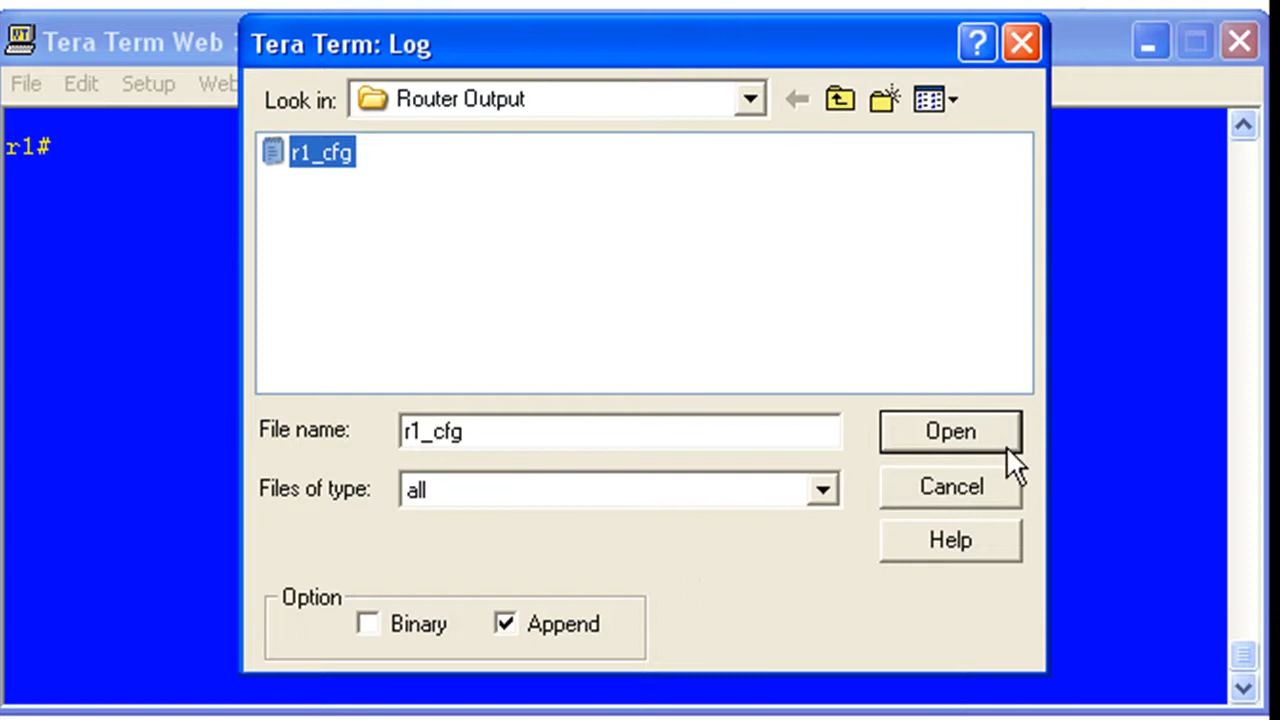 Tera Term Web
Tera Term: Log
File Edit Setup Web
Look in: Router Output
r1#
r1_cfg
File name: r1_cfg
Open
Files of type: all
Cancel
Help
Option
Binary Append